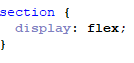 section {
  display: flex;
}